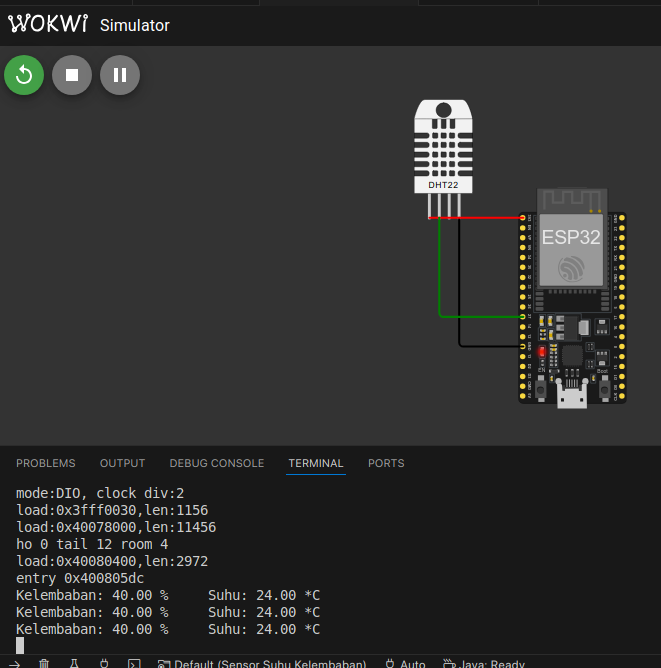 WOKWi Simulator
DHT22
ESP32
EN
Boot
PROBLEMS OUTPUT DEBUG CONSOLE TERMINAL PORTS
mode:DIO, clock div:2
load:0x3fff0030,len:1156
load:0x40078000,len:11456
ho 0 tail 12 room 4
load:0x40080400,len:2972
entry 0x400805dc
Kelembaban: 40.00 % Suhu: 24.00 *C
Kelembaban: 40.00 % Suhu: 24.00 *C
Kelembaban: 40.00 % Suhu: 24.00 *C
Default (Sensor Suhu Kelembaban) Auto Java: Ready